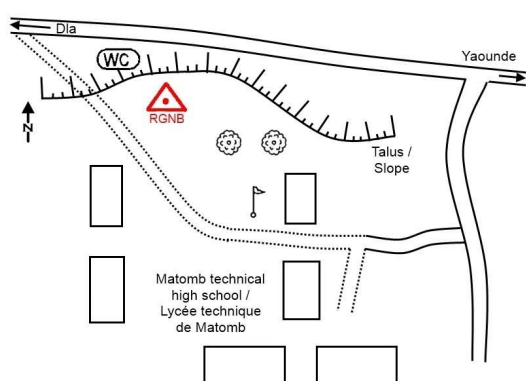 Dla
WC
Yaounde
RGNB
N
Talus /
Slope
Matomb technical
high school /
Lycée technique
de Matomb